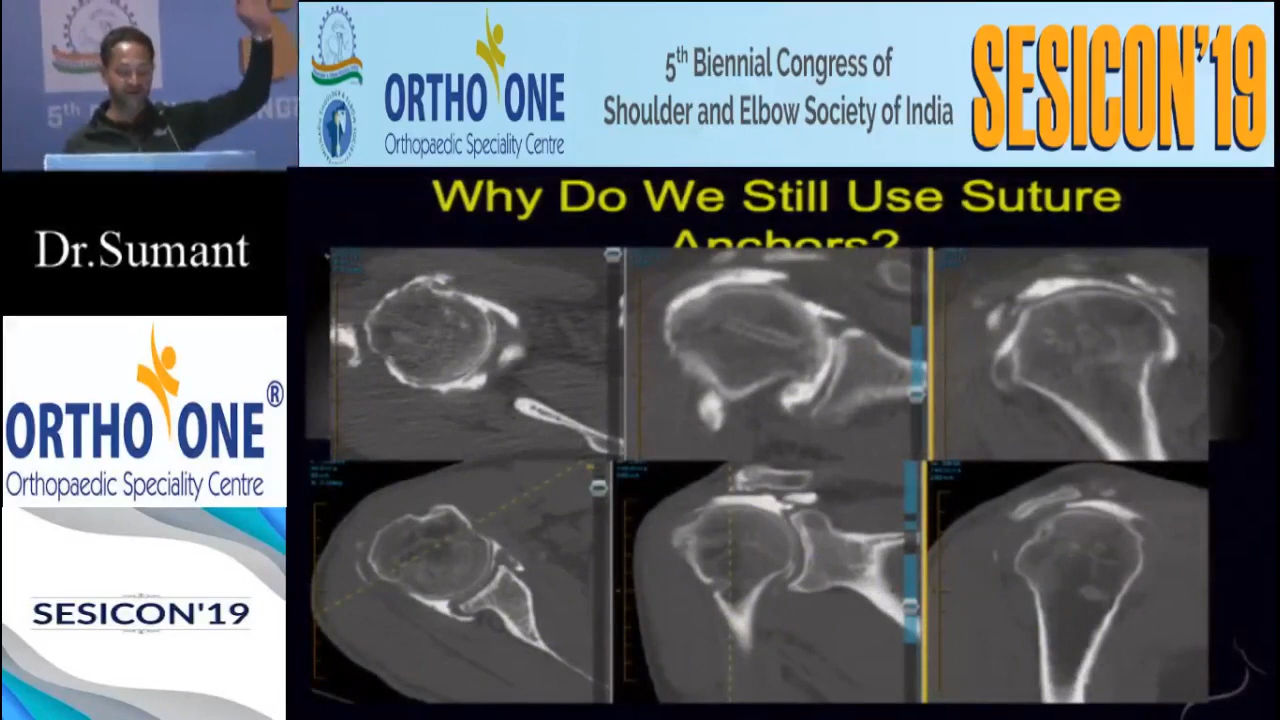 5th
ORTHO ONE
Orthopaedic Speciality Centre
5th Biennial Congress of
Shoulder and Elbow Society of India
SESICON'19
Why Do We Still Use Suture
Anchors?
Dr.Sumant
ORTHO ONE®
Orthopaedic Speciality Centre
SESICON'19